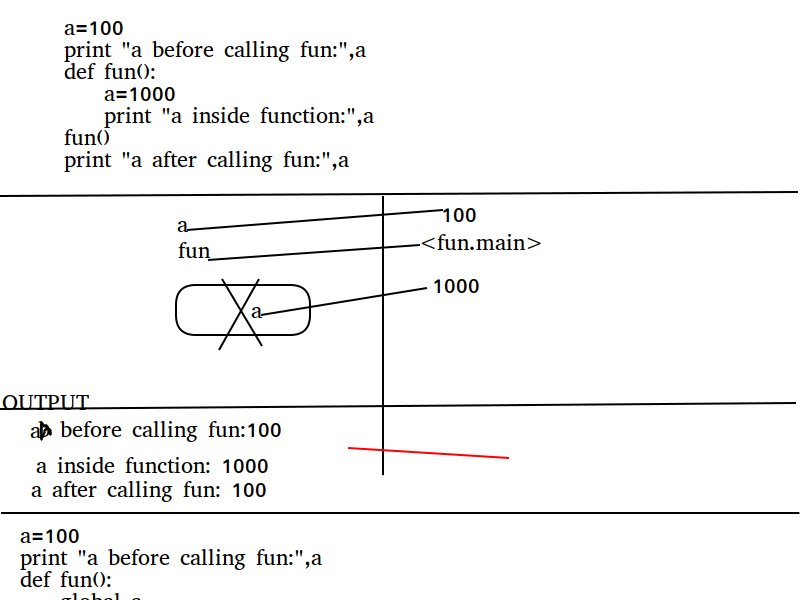 a=100
print "a before calling fun:",a
def fun():
a=1000
print "a inside function:",a
fun()
print "a after calling fun:",a
a 100
fun <fun.main>
a 1000
OUTPUT
a before calling fun:100
a inside function: 1000
a after calling fun: 100
a=100
print "a before calling fun:",a
def fun():
global a